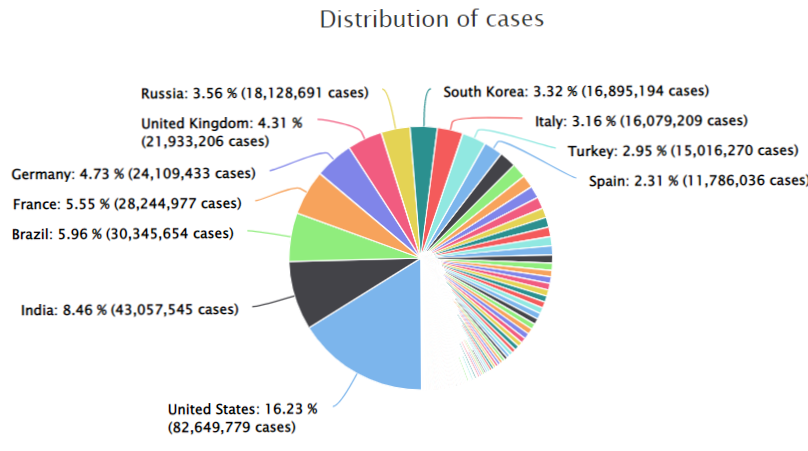 Distribution of cases
Russia: 3.56 % (18,128,691 cases)
South Korea: 3.32 % (16,895,194 cases)
United Kingdom: 4.31 %
(21,933,206 cases)
Italy: 3.16 % (16,079,209 cases)
Turkey: 2.95 % (15,016,270 cases)
Germany: 4.73 % (24,109,433 cases)
Spain: 2.31 % (11,786,036 cases)
France: 5.55 % (28,244,977 cases)
Brazil: 5.96 % (30,345,654 cases)
India: 8.46 % (43,057,545 cases)
United States: 16.23 %
(82,649,779 cases)